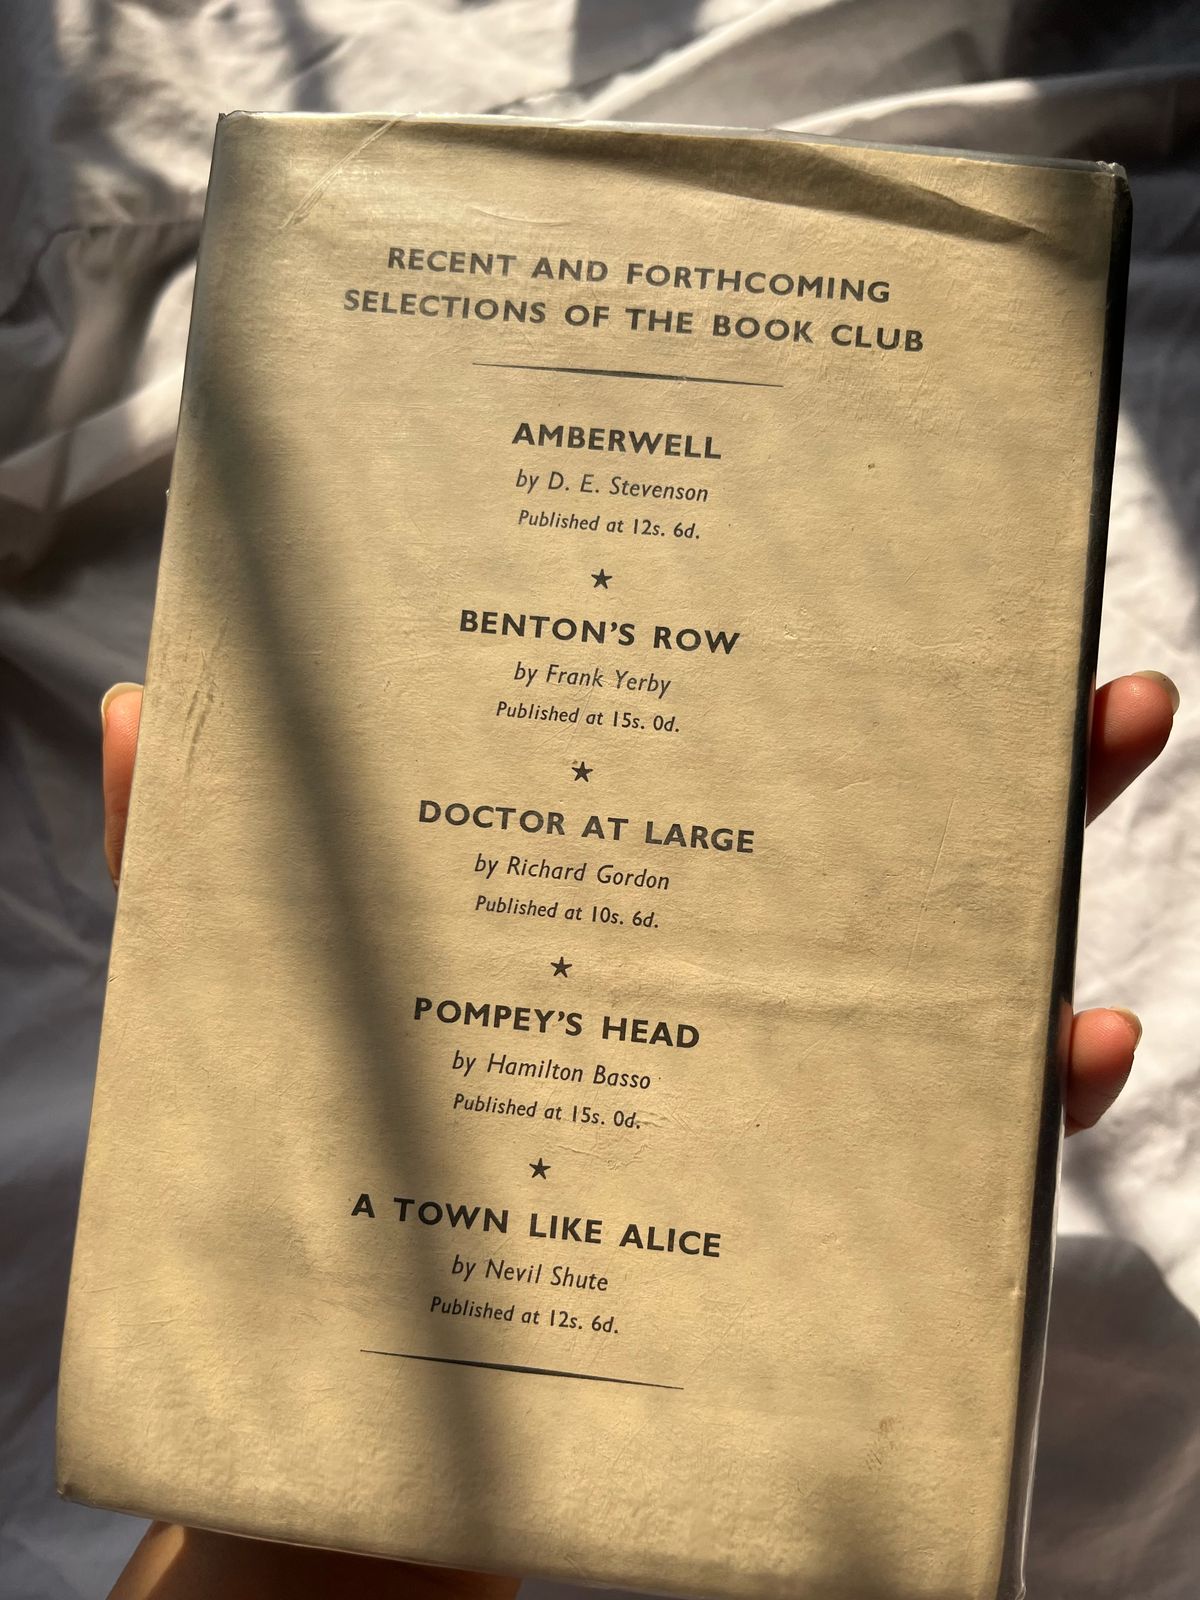 RECENT AND FORTHCOMING
SELECTIONS OF THE BOOK CLUB
AMBERWELL
by D. E. Stevenson
Published at 12s. 6d.
★
BENTON'S ROW
by Frank Yerby
Published at 15s. 0d.
★
DOCTOR AT LARGE
by Richard Gordon
Published at 10s. 6d.
★
POMPEY'S HEAD
by Hamilton Basso
Published at 15s. 0d.
★
A TOWN LIKE ALICE
by Nevil Shute
Published at 12s. 6d.